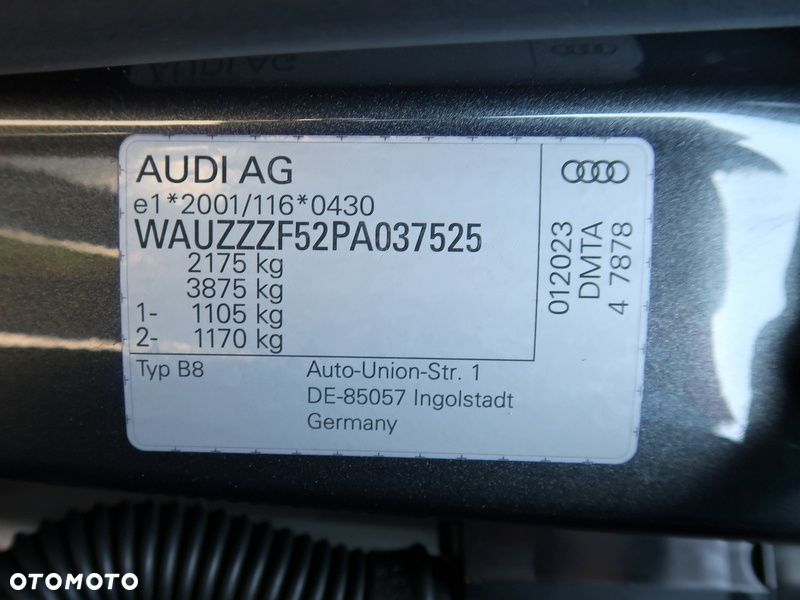 AUDI AG
e1*2001/116*0430
WAUZZZF52PA037525
2175 kg
3875 kg
1- 1105 kg
2- 1170 kg
Typ B8 Auto-Union-Str. 1
DE-85057 Ingolstadt
Germany
012023
DMTA
4 7878
OTOMOTO